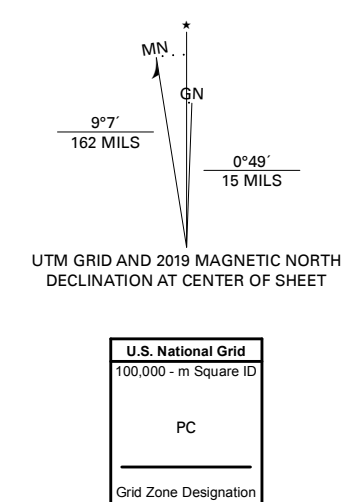 ★
MN
GN
9°7´
162 MILS
0°49´
15 MILS
UTM GRID AND 2019 MAGNETIC NORTH
DECLINATION AT CENTER OF SHEET
U.S. National Grid
100,000 - m Square ID
PC
Grid Zone Designation